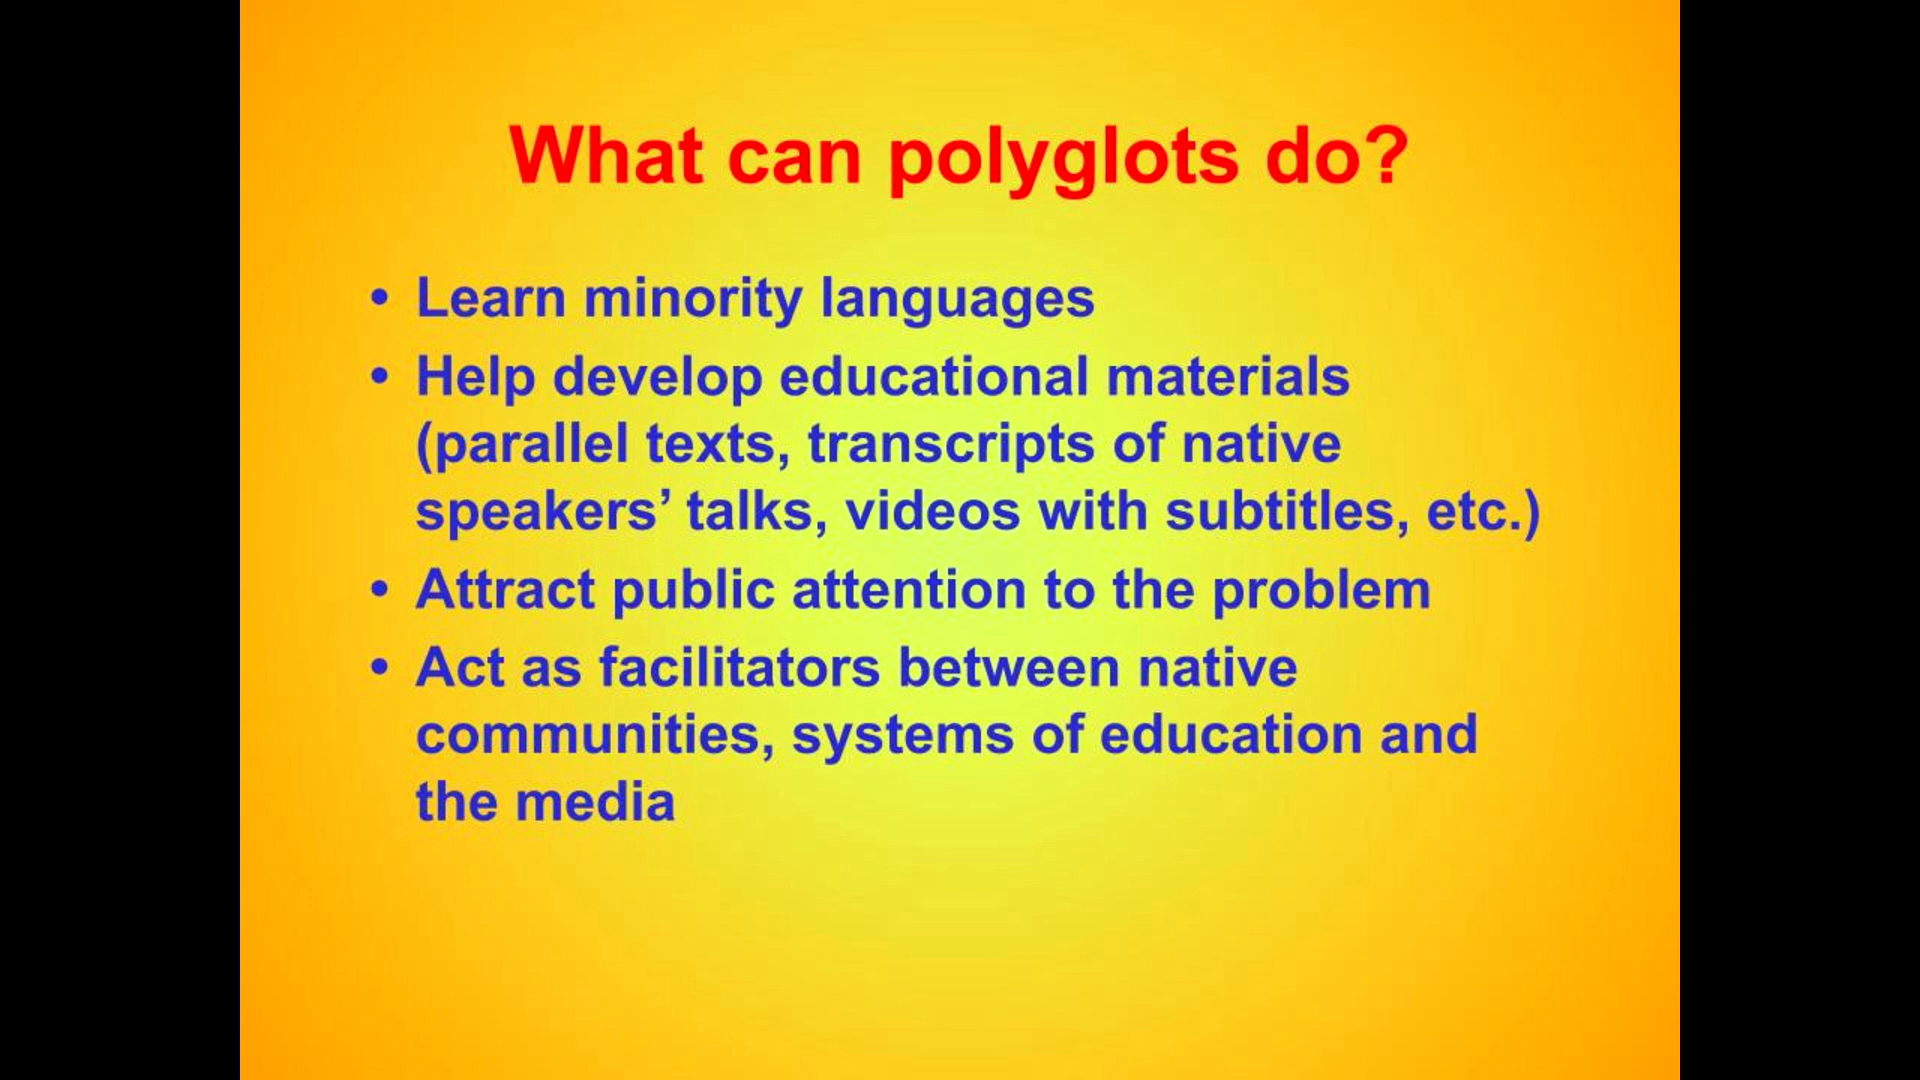 What can polyglots do?
• Learn minority languages
• Help develop educational materials
(parallel texts, transcripts of native
speakers’ talks, videos with subtitles, etc.)
• Attract public attention to the problem
• Act as facilitators between native
communities, systems of education and
the media